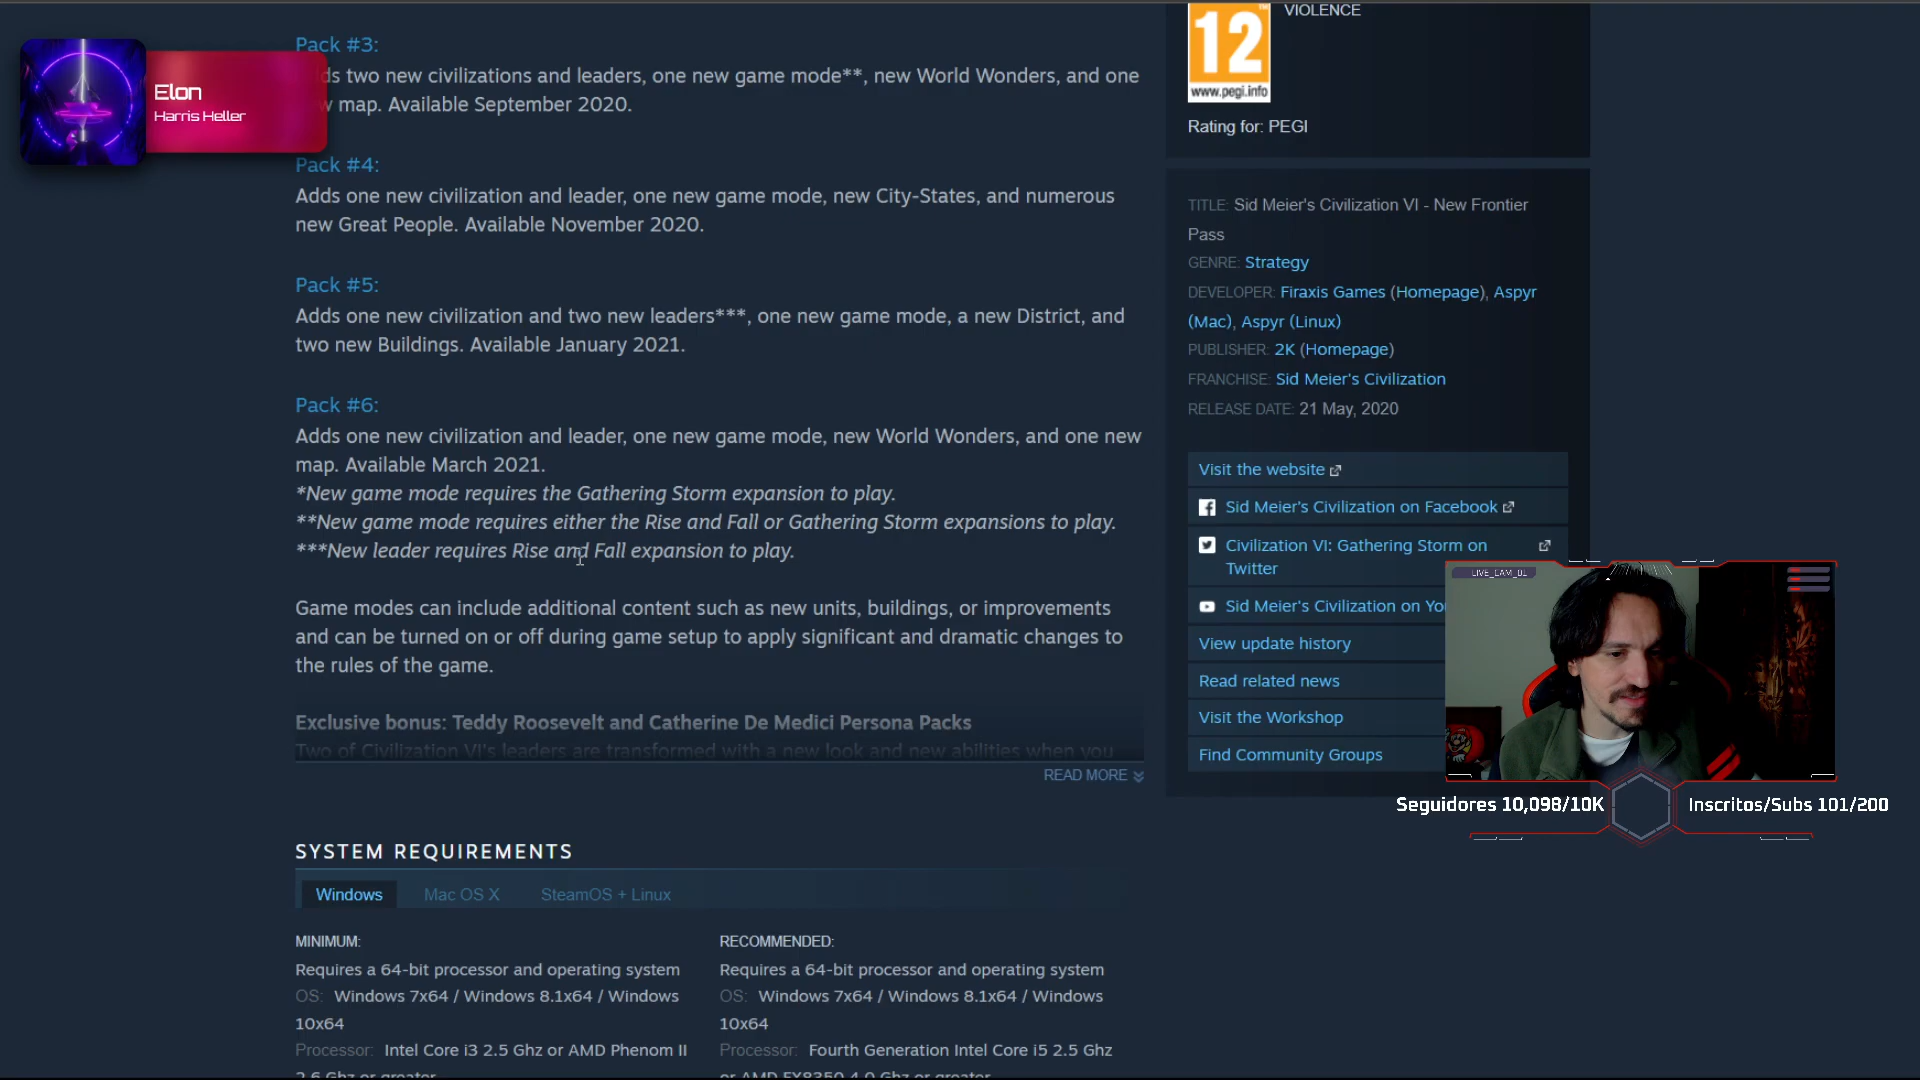 Elon
Harris Heller
Pack #3:
ds two new civilizations and leaders, one new game mode**, new World Wonders, and one
w map. Available September 2020.
Pack #4:
Adds one new civilization and leader, one new game mode, new City-States, and numerous
new Great People. Available November 2020.
Pack #5:
Adds one new civilization and two new leaders***, one new game mode, a new District, and
two new Buildings. Available January 2021.
Pack #6:
Adds one new civilization and leader, one new game mode, new World Wonders, and one new
map. Available March 2021.
*New game mode requires the Gathering Storm expansion to play.
**New game mode requires either the Rise and Fall or Gathering Storm expansions to play.
***New leader requires Rise and Fall expansion to play.
Game modes can include additional content such as new units, buildings, or improvements
and can be turned on or off during game setup to apply significant and dramatic changes to
the rules of the game.
Exclusive bonus: Teddy Roosevelt and Catherine De Medici Persona Packs
Two of Civilization VI's leaders are transformed with a new look and new abilities when you
READ MORE
SYSTEM REQUIREMENTS
Windows
Mac OS X
SteamOS + Linux
MINIMUM:
Requires a 64-bit processor and operating system
OS: Windows 7x64 / Windows 8.1x64 / Windows
10x64
Processor: Intel Core i3 2.5 Ghz or AMD Phenom II
2.6 Ghz or greater
RECOMMENDED:
Requires a 64-bit processor and operating system
OS: Windows 7x64 / Windows 8.1x64 / Windows
10x64
Processor: Fourth Generation Intel Core i5 2.5 Ghz
or AMD FX8350 4.0 Ghz or greater
12
www.pegi.info
VIOLENCE
Rating for: PEGI
TITLE: Sid Meier's Civilization VI - New Frontier
Pass
GENRE: Strategy
DEVELOPER: Firaxis Games (Homepage), Aspyr
(Mac), Aspyr (Linux)
PUBLISHER: 2K (Homepage)
FRANCHISE: Sid Meier's Civilization
RELEASE DATE: 21 May, 2020
Visit the website
Sid Meier's Civilization on Facebook
Civilization VI: Gathering Storm on
Twitter
Sid Meier's Civilization on Yo
View update history
Read related news
Visit the Workshop
Find Community Groups
LIVE_CAM_01
Seguidores 10,098/10K
Inscritos/Subs 101/200